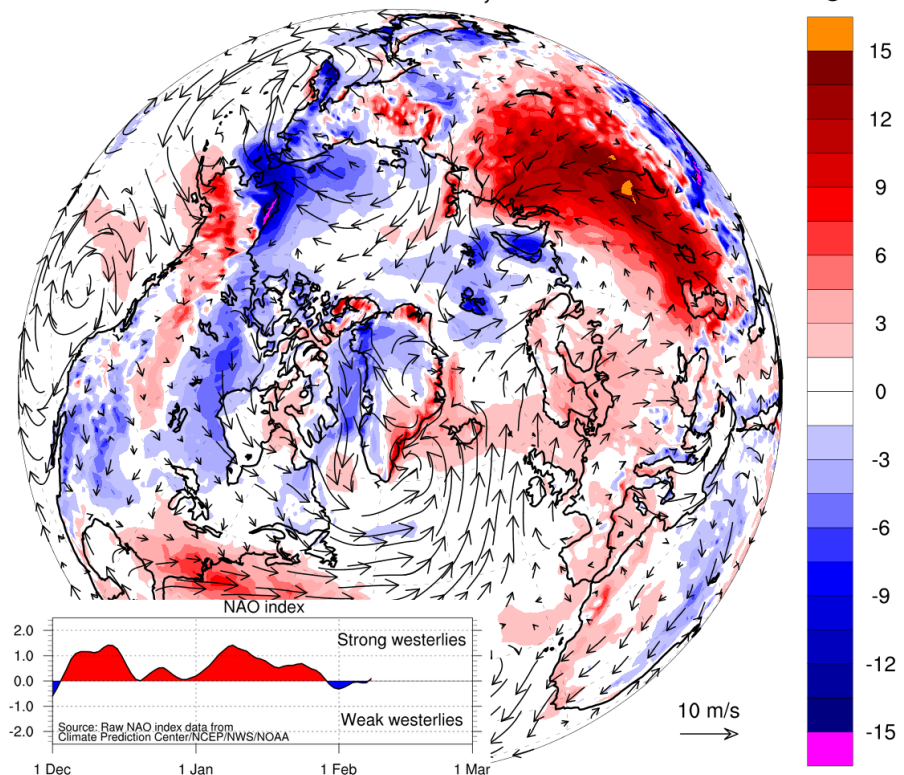 15
12
9
6
3
0
-3
-6
-9
-12
-15
10 m/s
NAO index
2.0
1.0
0.0
-1.0
-2.0
Strong westerlies
Weak westerlies
Source: Raw NAO index data from
Climate Prediction Center/NCEP/NWS/NOAA
1 Dec
1 Jan
1 Feb
1 Mar